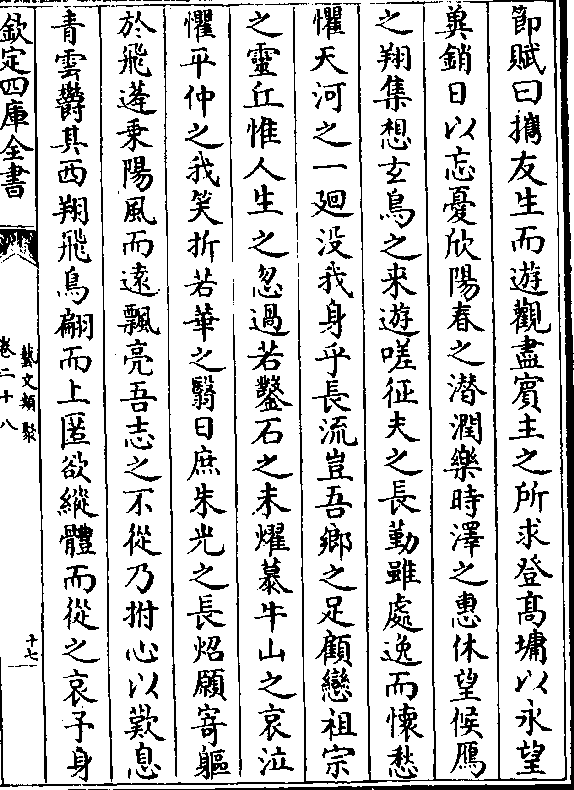 節賦曰攜友生而遊觀盡賓主之所求登髙墉以永望
兾銷日以忘憂欣陽春之潜潤樂時澤之惠休望候鴈
之翔集想玄鳥之来遊嗟征夫之長勤雖處逸而懷愁
懼天河之一廻没我身乎長流豈吾鄉之足顧戀祖宗
之靈丘惟人生之忽過若鑿石之未燿慕牛山之哀泣
懼平仲之我笑折若華之翳日庶朱光之長炤願寄軀
於飛蓬乗陽風而逺飄亮吾志之不從乃拊心以歎息
青雲鬱其西翔飛鳥翩而上匿欲縱體而從之哀予身
欽定四庫全書
藝文類聚
卷二十八
十七